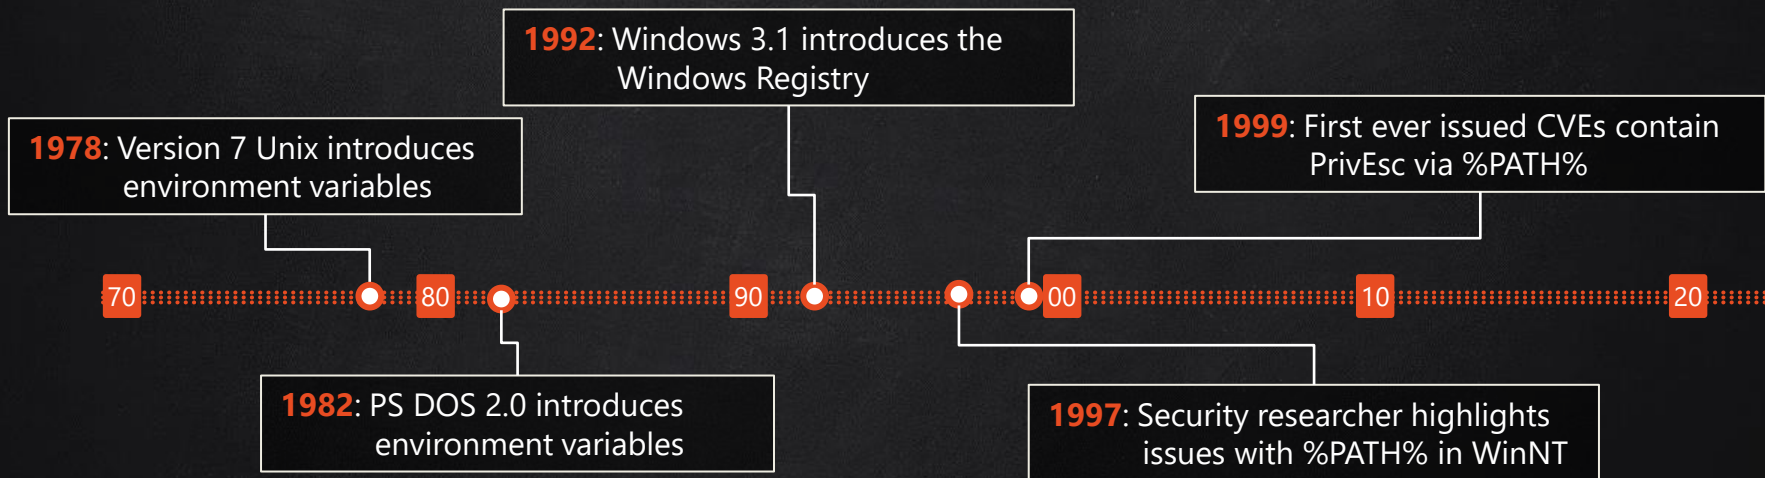 1992: Windows 3.1 introduces the
Windows Registry
1978: Version 7 Unix introduces
environment variables
1999: First ever issued CVEs contain
PrivEsc via %PATH%
70 80 90 00 10 20
1982: PS DOS 2.0 introduces
environment variables
1997: Security researcher highlights
issues with %PATH% in WinNT